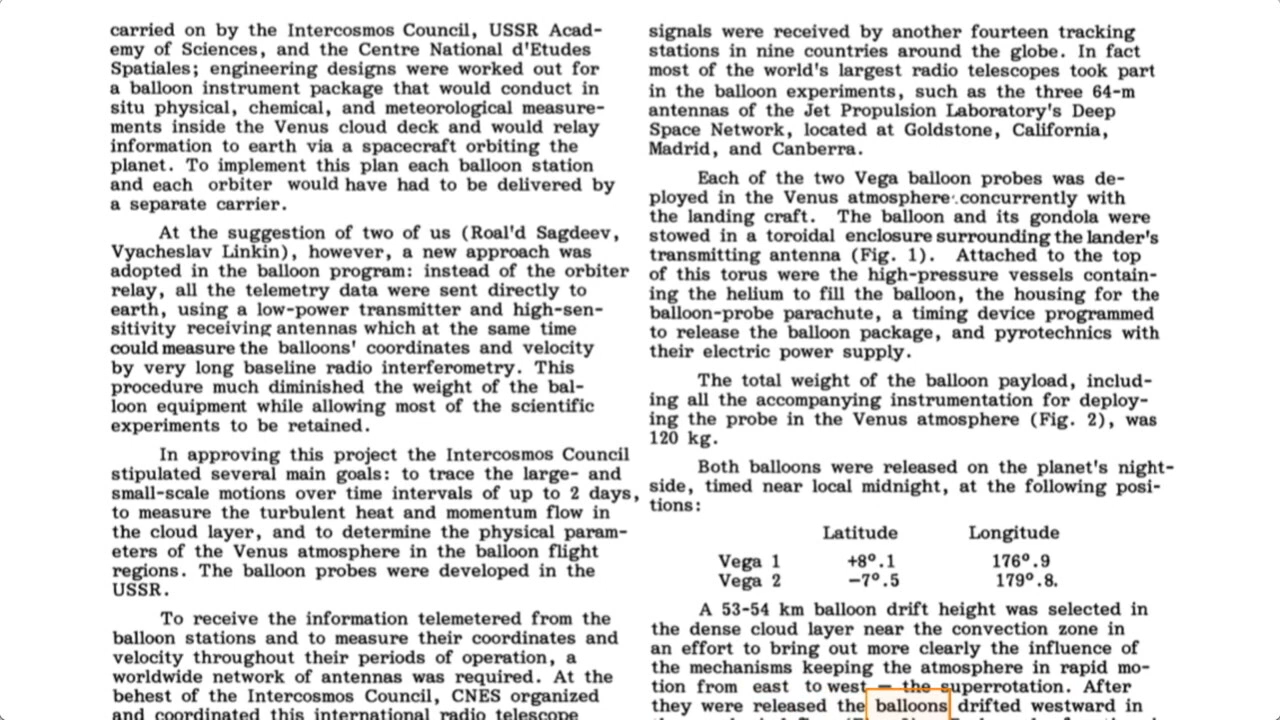 carried on by the Intercosmos Council, USSR Acad-
emy of Sciences, and the Centre National d'Etudes
Spatiales; engineering designs were worked out for
a balloon instrument package that would conduct in
situ physical, chemical, and meteorological measure-
ments inside the Venus cloud deck and would relay
information to earth via a spacecraft orbiting the
planet. To implement this plan each balloon station
and each orbiter would have had to be delivered by
a separate carrier.
At the suggestion of two of us (Roal'd Sagdeev,
Vyacheslav Linkin), however, a new approach was
adopted in the balloon program: instead of the orbiter
relay, all the telemetry data were sent directly to
earth, using a low-power transmitter and high-sen-
sitivity receiving antennas which at the same time
could measure the balloons' coordinates and velocity
by very long baseline radio interferometry. This
procedure much diminished the weight of the bal-
loon equipment while allowing most of the scientific
experiments to be retained.
In approving this project the Intercosmos Council
stipulated several main goals: to trace the large- and
small-scale motions over time intervals of up to 2 days,
to measure the turbulent heat and momentum flow in
the cloud layer, and to determine the physical param-
eters of the Venus atmosphere in the balloon flight
regions. The balloon probes were developed in the
USSR.
To receive the information telemetered from the
balloon stations and to measure their coordinates and
velocity throughout their periods of operation, a
worldwide network of antennas was required. At the
behest of the Intercosmos Council, CNES organized
and coordinated this international radio telescope
signals were received by another fourteen tracking
stations in nine countries around the globe. In fact
most of the world's largest radio telescopes took part
in the balloon experiments, such as the three 64-m
antennas of the Jet Propulsion Laboratory's Deep
Space Network, located at Goldstone, California,
Madrid, and Canberra.
Each of the two Vega balloon probes was de-
ployed in the Venus atmosphere concurrently with
the landing craft. The balloon and its gondola were
stowed in a toroidal enclosure surrounding the lander's
transmitting antenna (Fig. 1). Attached to the top
of this torus were the high-pressure vessels contain-
ing the helium to fill the balloon, the housing for the
balloon-probe parachute, a timing device programmed
to release the balloon package, and pyrotechnics with
their electric power supply.
The total weight of the balloon payload, includ-
ing all the accompanying instrumentation for deploy-
ing the probe in the Venus atmosphere (Fig. 2), was
120 kg.
Both balloons were released on the planet's night-
side, timed near local midnight, at the following posi-
tions:
Latitude Longitude
Vega 1 +8°.1 176°.9
Vega 2 −7°.5 179°.8.
A 53-54 km balloon drift height was selected in
the dense cloud layer near the convection zone in
an effort to bring out more clearly the influence of
the mechanisms keeping the atmosphere in rapid mo-
tion from east to west — the superrotation. After
they were released the balloons drifted westward in